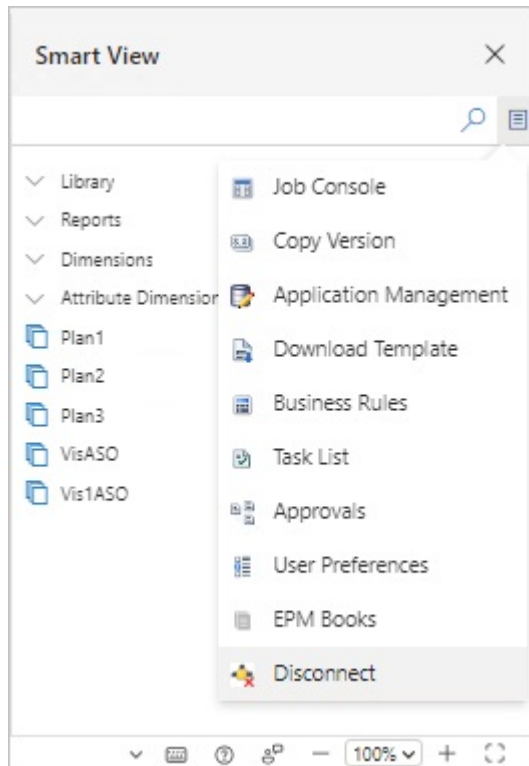 Smart View
Library
Reports
Dimensions
Attribute Dimension
Plan1
Plan2
Plan3
VisASO
Vis1ASO
Job Console
Copy Version
Application Management
Download Template
Business Rules
Task List
Approvals
User Preferences
EPM Books
Disconnect
100%